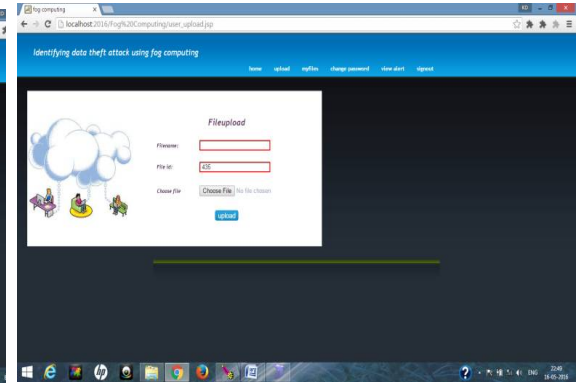 fog computing
localhost:2016/Fog%20Computing/user_upload.jsp
Identifying data theft attack using fog computing
home upload myfiles change password view alert signout
Fileupload
Filename:
File id: 435
Choose file Choose File No file chosen
upload
ENG 22:49
16-05-2016